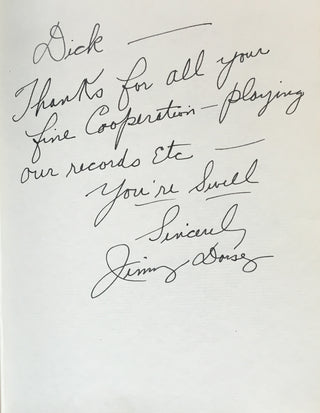 Dick —
Thanks for all your
fine Cooperation — playing
our records Etc —
You're Swell
Sincerely
Jimmy Dorsey